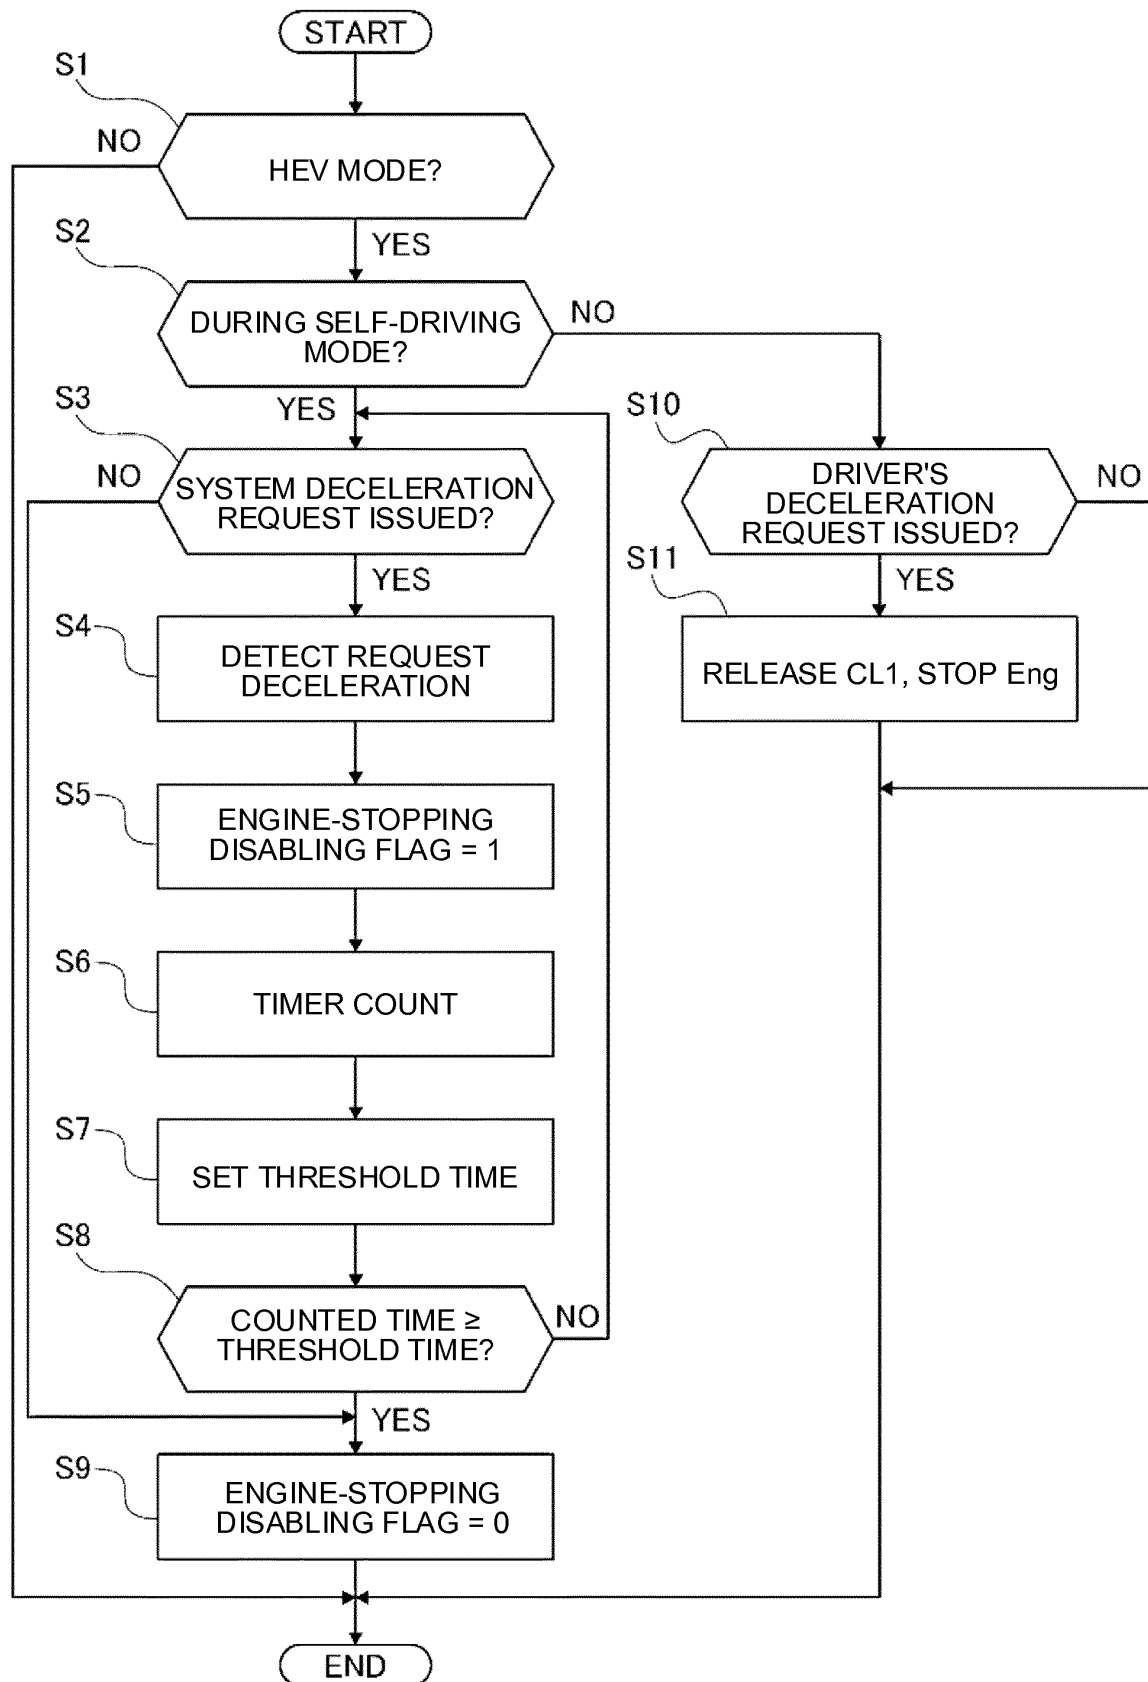 START
S1
NO
HEV MODE?
YES
S2
DURING SELF-DRIVING
MODE?
NO
YES
S3
NO
SYSTEM DECELERATION
REQUEST ISSUED?
YES
S10
DRIVER'S
DECELERATION
REQUEST ISSUED?
NO
YES
S11
RELEASE CL1, STOP Eng
S4
DETECT REQUEST
DECELERATION
S5
ENGINE-STOPPING
DISABLING FLAG = 1
S6
TIMER COUNT
S7
SET THRESHOLD TIME
S8
COUNTED TIME ≥
THRESHOLD TIME?
NO
YES
S9
ENGINE-STOPPING
DISABLING FLAG = 0
END